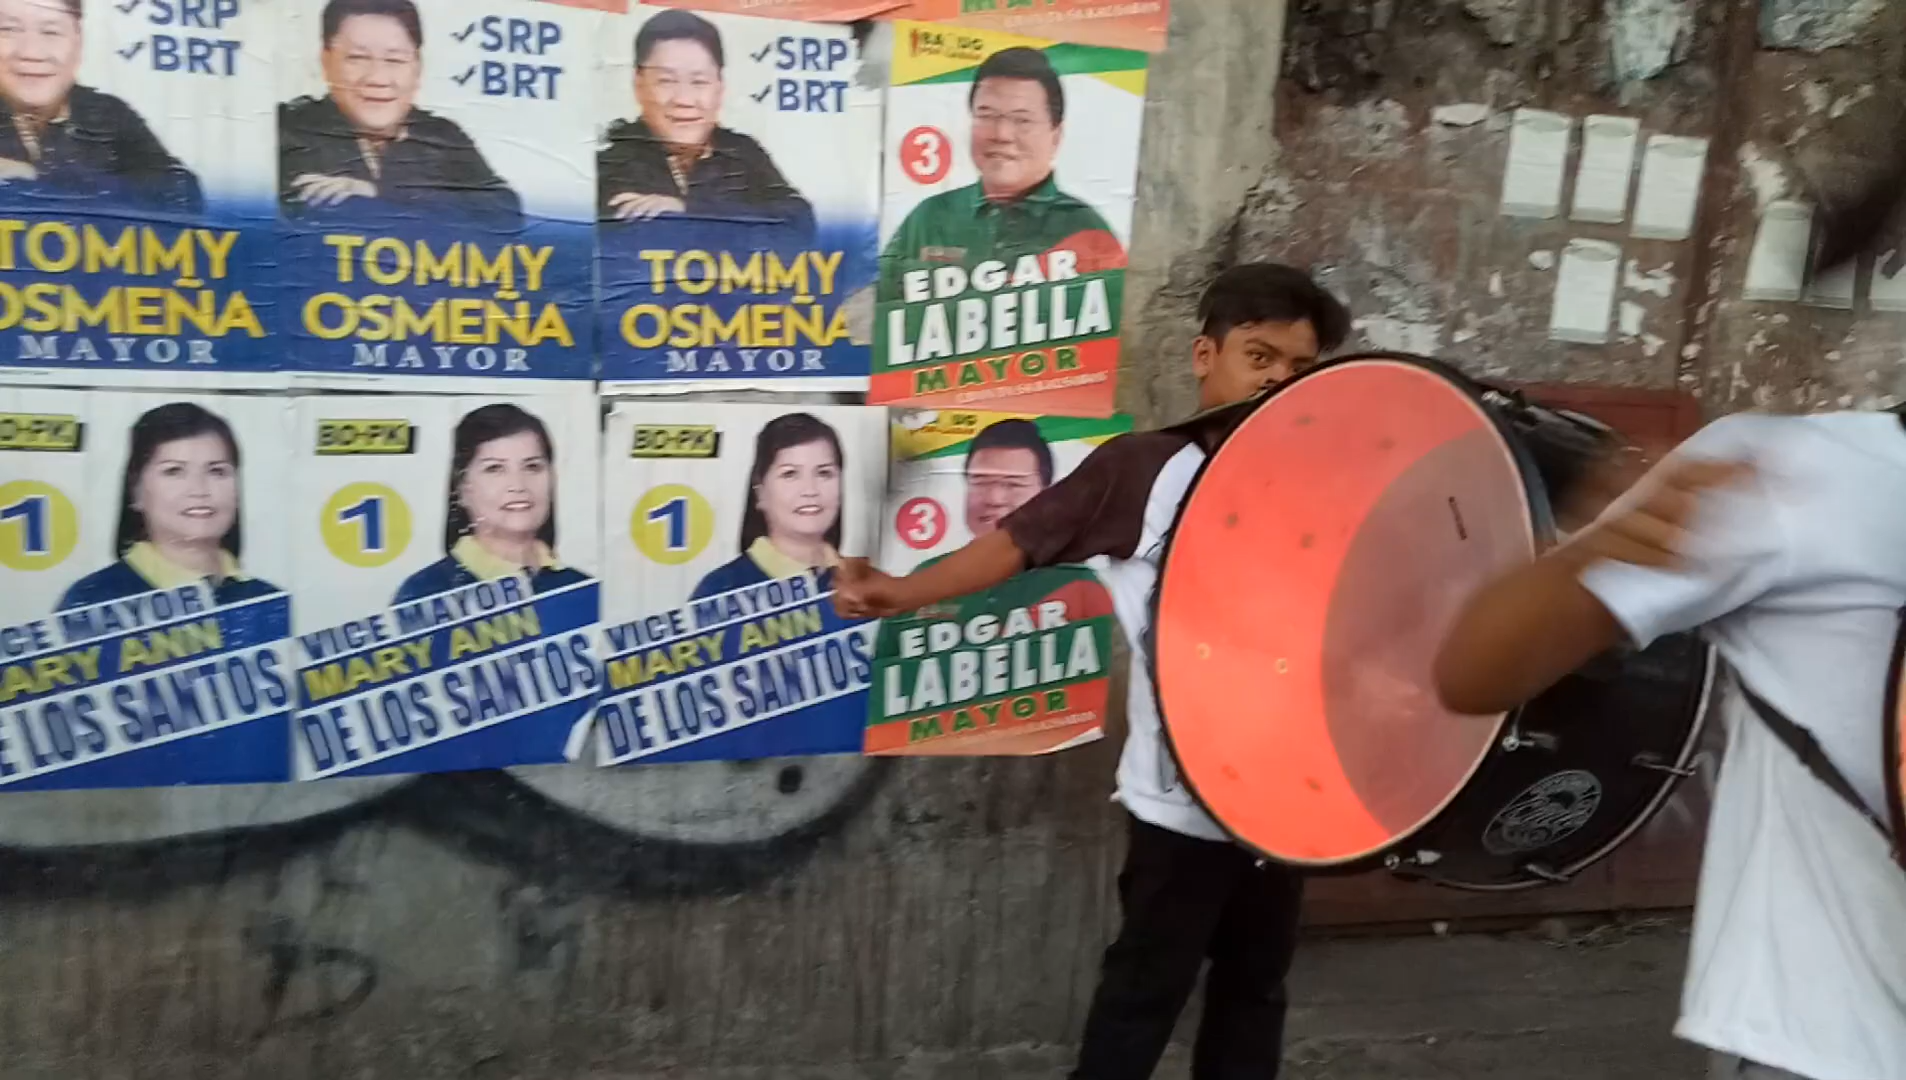 SRP
BRT
TOMMY
OSMEÑA
MAYOR
SRP
BRT
TOMMY
OSMEÑA
MAYOR
SRP
BRT
TOMMY
OSMEÑA
MAYOR
3
EDGAR
LABELLA
MAYOR
BO-PK
1
VICE MAYOR
MARY ANN
DE LOS SANTOS
BO-PK
1
VICE MAYOR
MARY ANN
DE LOS SANTOS
BO-PK
1
VICE MAYOR
MARY ANN
DE LOS SANTOS
3
EDGAR
LABELLA
MAYOR